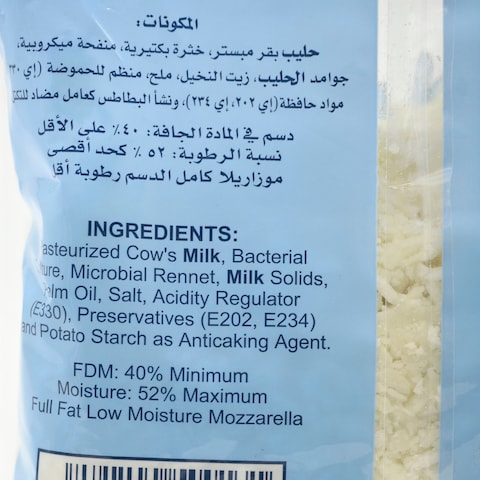 المكونات:
حليب بقر مبستر، خثرة بكتيرية، منفحة ميكروبية،
جوامد الحليب، زيت النخيل، ملح، منظم للحموضة (إي
مواد حافظة(إي ٢٠٢، إي ٢٣٤)، ونشأ البطاطس كعامل مضاد
دسم في المادة الجافة: ٤٠٪ على الأقل
نسبة الرطوبة: ٥٢ ٪ كحد أقصى
موزاريلا كامل الدسم رطوبة أقل
INGREDIENTS:
asteurized Cow's Milk, Bacterial
ture, Microbial Rennet, Milk Solids,
lm Oil, Salt, Acidity Regulator
(E330), Preservatives (E202, E234)
and Potato Starch as Anticaking Agent.
FDM: 40% Minimum
Moisture: 52% Maximum
Full Fat Low Moisture Mozzarella